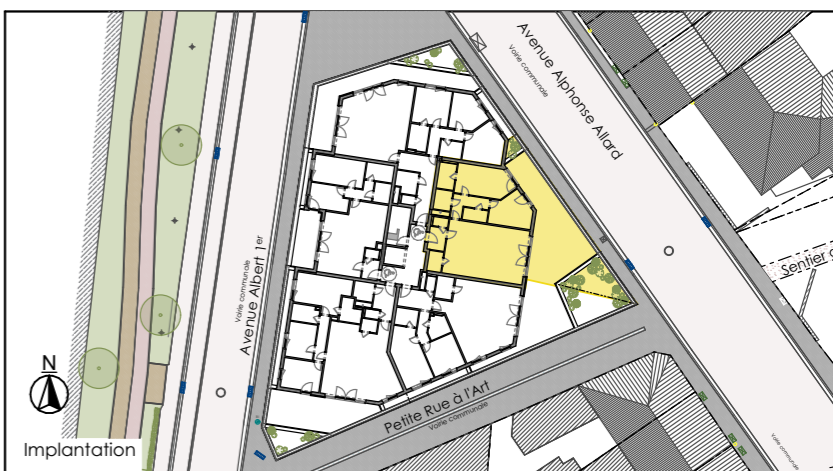 Avenue Alphonse Allard
Voirie communale
Avenue Albert 1er
Voirie communale
Petite Rue à l'Art
Voirie communale
Sentier
Voirie communale
N
Implantation